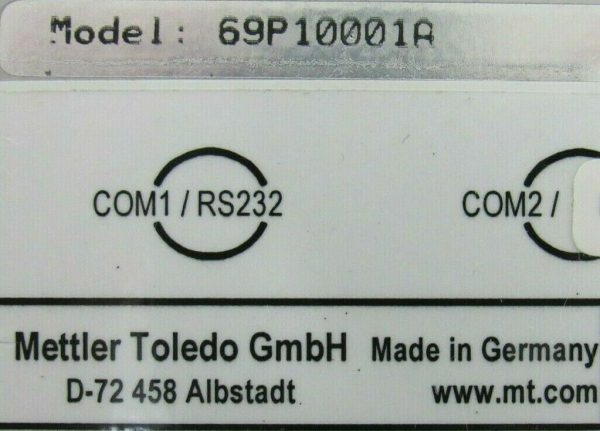 Model: 69P10001A
COM1 / RS232 COM2 /
Mettler Toledo GmbH Made in Germany
D-72 458 Albstadt www.mt.com